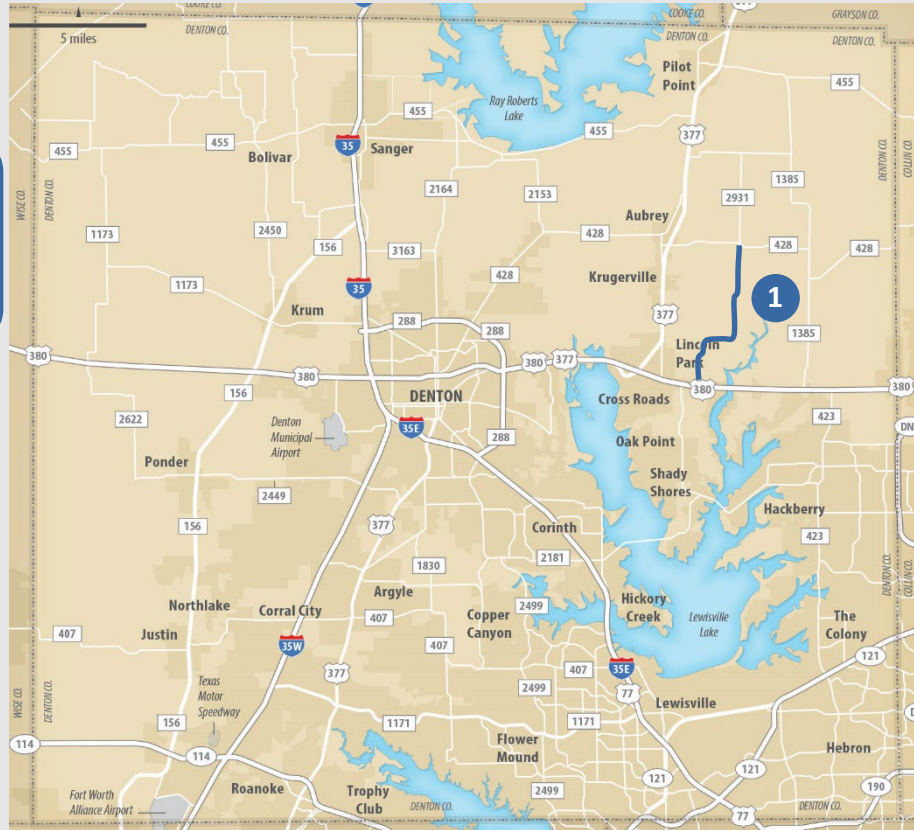 COOKE CO.
DENTON CO.
5 miles
COOKE CO.
DENTON CO.
377
GRAYSON CO.
DENTON CO.
Pilot
Point
455
Ray Roberts
Lake
377
455
455
455
455
35
Sanger
Bolivar
WISE CO.
DENTON CO.
DENTON CO.
COLLIN CO.
2164
2153
1385
2931
Aubrey
1173
2450
156
3163
428
428
428
428
Krugerville
1173
35
1
Krum
288
288
377
1385
Lincoln
Park
380
380
380
377
380
380
156
DENTON
Cross Roads
2622
Denton
Municipal
Airport
35E
288
423
DN
Oak Point
Ponder
Shady
Shores
2449
Hackberry
156
377
Corinth
423
2181
DENTON CO.
COLLIN CO.
1830
Argyle
Northlake
Corral City
2499
Hickory
Creek
Copper
Canyon
Lewisville
Lake
The
Colony
407
Justin
407
35W
407
407
35E
121
377
2499
77
WISE CO.
DENTON CO.
Texas
Motor
Speedway
Lewisville
156
1171
1171
114
114
Flower
Mound
Hebron
121
121
Roanoke
Trophy
Club
2499
190
Fort Worth
Alliance Airport
DENTON CO.
DENTON CO.
77